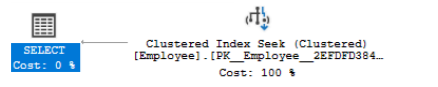 SELECT
Cost: 0 %
Clustered Index Seek (Clustered)
[Employee].[PK__Employee__2EFDFD384…
Cost: 100 %